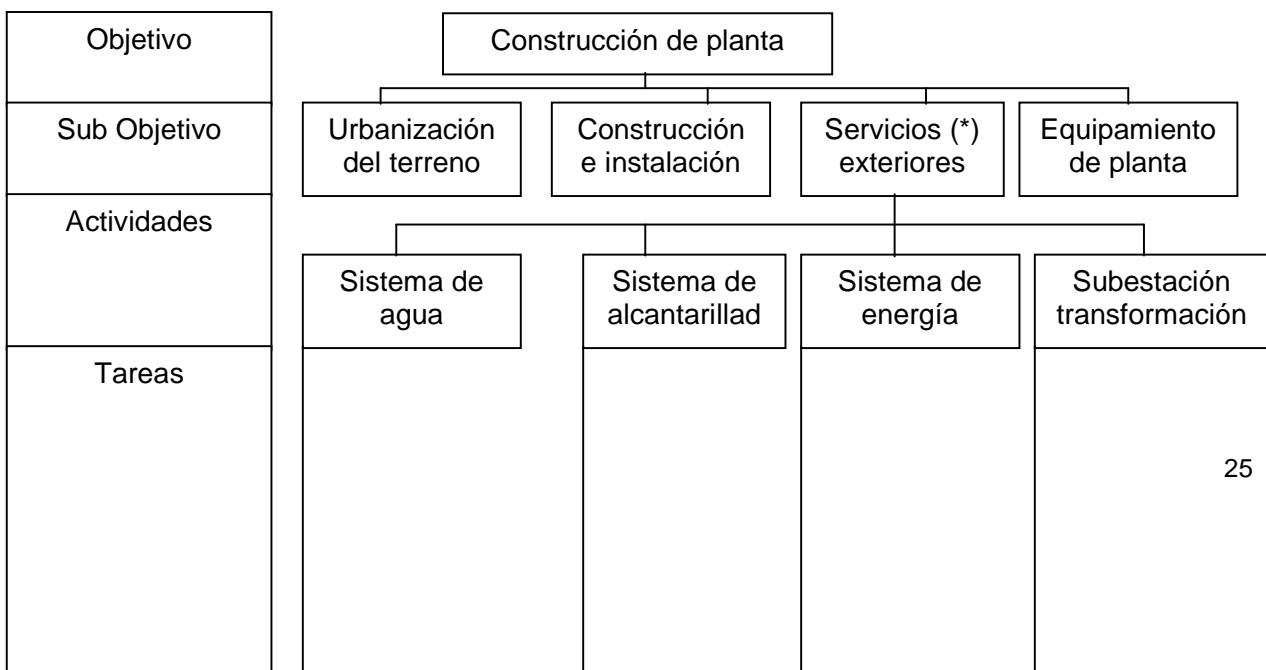 Objetivo
Construcción de planta
Sub Objetivo
Urbanización
del terreno
Construcción
e instalación
Servicios (*)
exteriores
Equipamiento
de planta
Actividades
Sistema de
agua
Sistema de
alcantarillad
Sistema de
energía
Subestación
transformación
Tareas
25